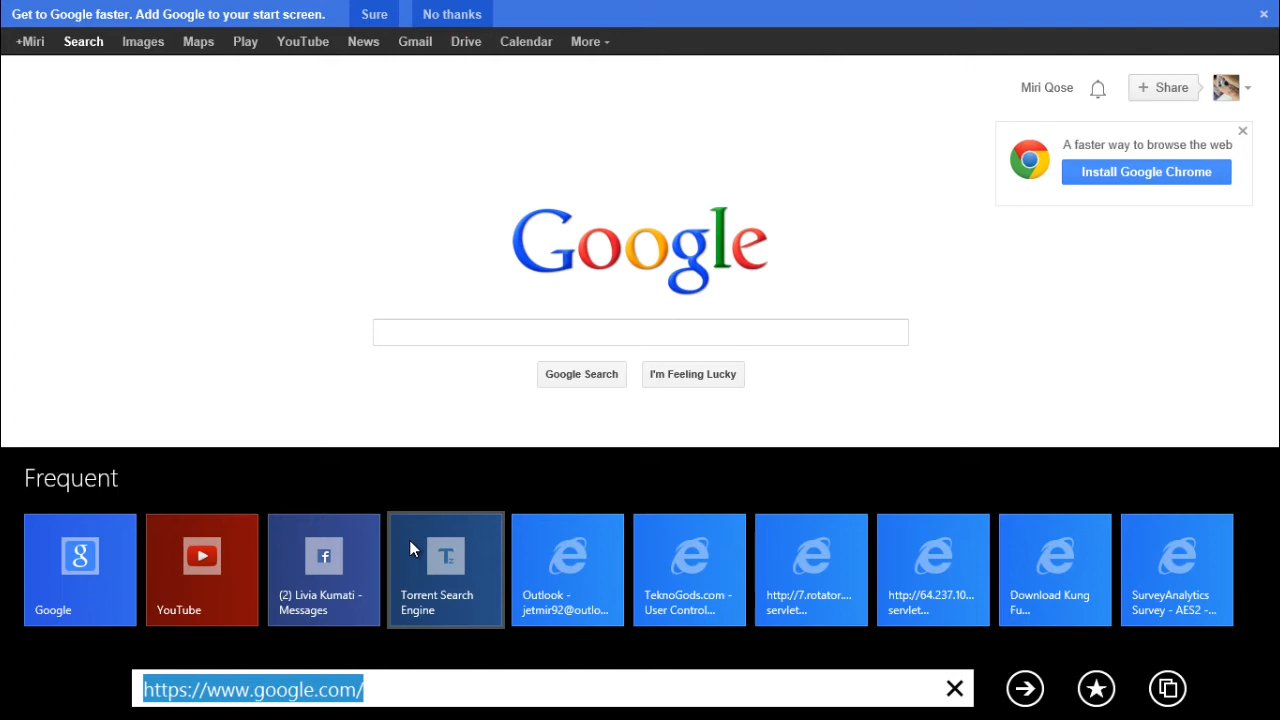 Get to Google faster. Add Google to your start screen. Sure No thanks ×
+Miri Search Images Maps Play YouTube News Gmail Drive Calendar More
Miri Qose + Share
A faster way to browse the web
Install Google Chrome
Google
Google Search I'm Feeling Lucky
Frequent
Google
YouTube
(2) Livia Kumati -
Messages
Torrent Search
Engine
Outlook -
jetmir92@outlo...
TeknoGods.com -
User Control...
http://7.rotator....
servlet...
http://64.237.10...
servlet...
Download Kung
Fu...
SurveyAnalytics
Survey - AES2 -...
https://www.google.com/